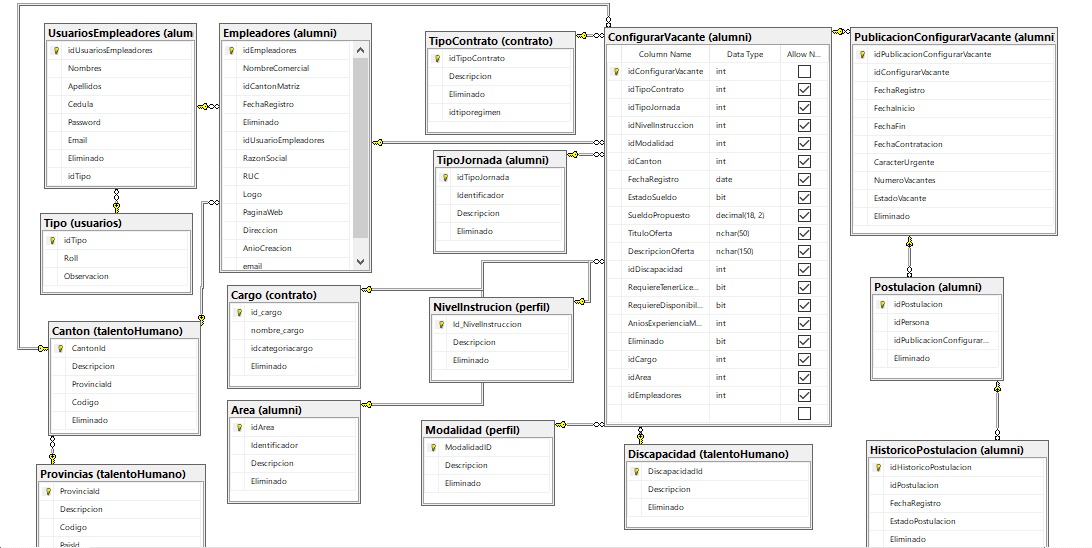 UsuariosEmpleadores (alum
idUsuariosEmpleadores
Nombres
Apellidos
Cedula
Password
Email
Eliminado
idTipo
Empleadores (alumni)
idEmpleadores
NombreComercial
idCantonMatriz
FechaRegistro
Eliminado
idUsuarioEmpleadores
RazonSocial
RUC
Logo
PaginaWeb
Direccion
AnioCreacion
email
TipoContrato (contrato)
idTipoContrato
Descripcion
Eliminado
idtiporegimen
ConfigurarVacante (alumni)
Column Name Data Type Allow N...
idConfigurarVacante int
idTipoContrato int
idTipoJornada int
idNivelInstruccion int
idModalidad int
idCanton int
FechaRegistro date
EstadoSueldo bit
SueldoPropuesto decimal(18, 2)
TituloOferta nchar(50)
DescripcionOferta nchar(150)
idDiscapacidad int
RequiereTenerLice... bit
RequiereDisponibil... bit
AniosExperienciaM... int
Eliminado bit
idCargo int
idArea int
idEmpleadores int
PublicacionConfigurarVacante (alumni
idPublicacionConfigurarVacante
idConfigurarVacante
FechaRegistro
FechaInicio
FechaFin
FechaContratacion
CaracterUrgente
NumeroVacantes
EstadoVacante
Eliminado
TipoJornada (alumni)
idTipoJornada
Identificador
Descripcion
Eliminado
Tipo (usuarios)
idTipo
Roll
Observacion
Cargo (contrato)
id_cargo
nombre_cargo
idcategoriacargo
Eliminado
NivelInstrucion (perfil)
Id_NivelInstruccion
Descripcion
Eliminado
Postulacion (alumni)
idPostulacion
idPersona
idPublicacionConfigurar...
Eliminado
Canton (talentoHumano)
CantonId
Descripcion
ProvinciaId
Codigo
Eliminado
Area (alumni)
idArea
Identificador
Descripcion
Eliminado
Modalidad (perfil)
ModalidadID
Descripcion
Eliminado
Discapacidad (talentoHumano)
DiscapacidadId
Descripcion
Eliminado
HistoricoPostulacion (alumni)
idHistoricoPostulacion
idPostulacion
FechaRegistro
EstadoPostulacion
Eliminado
Provincias (talentoHumano)
ProvinciaId
Descripcion
Codigo
PaisId